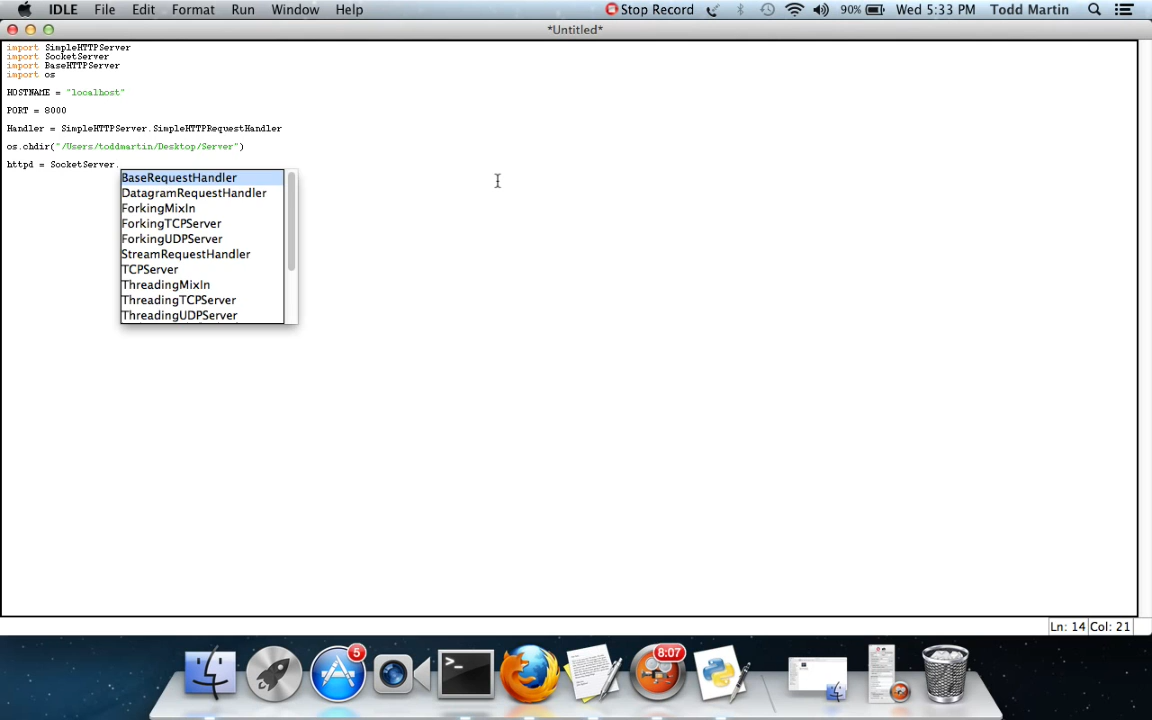 IDLE File Edit Format Run Window Help Stop Record 90% Wed 5:33 PM Todd Martin
*Untitled*
import SimpleHTTPServer
import SocketServer
import BaseHTTPServer
import os
HOSTNAME = "localhost"
PORT = 8000
Handler = SimpleHTTPServer.SimpleHTTPRequestHandler
os.chdir("/Users/toddmartin/Desktop/Server")
httpd = SocketServer.
BaseRequestHandler
DatagramRequestHandler
ForkingMixIn
ForkingTCPServer
ForkingUDPServer
StreamRequestHandler
TCPServer
ThreadingMixIn
ThreadingTCPServer
ThreadingUDPServer
Ln: 14 Col: 21
5
8:07
>_